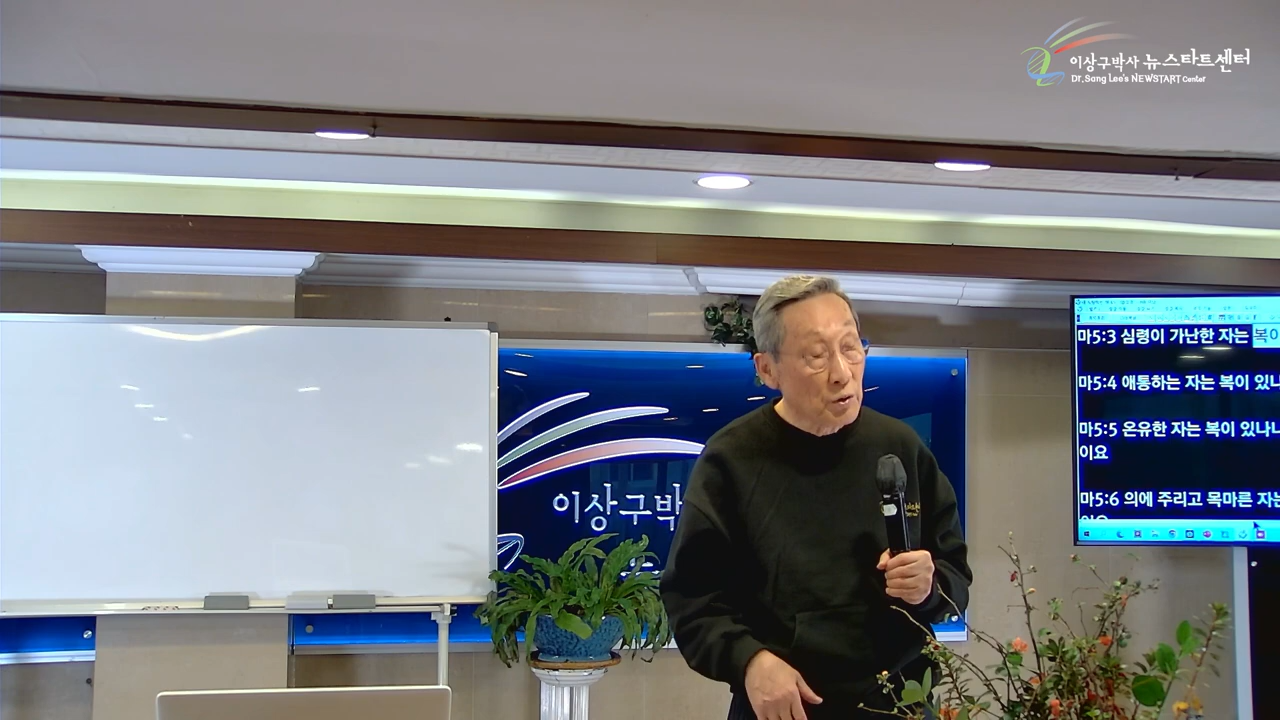 이상구박사 뉴스타트센터
Dr. Sang Lee's NEWSTART Center
이상구박
마5:3 심령이 가난한 자는 복이
마5:4 애통하는 자는 복이 있나
마5:5 온유한 자는 복이 있나니
이요
마5:6 의에 주리고 목마른 자는